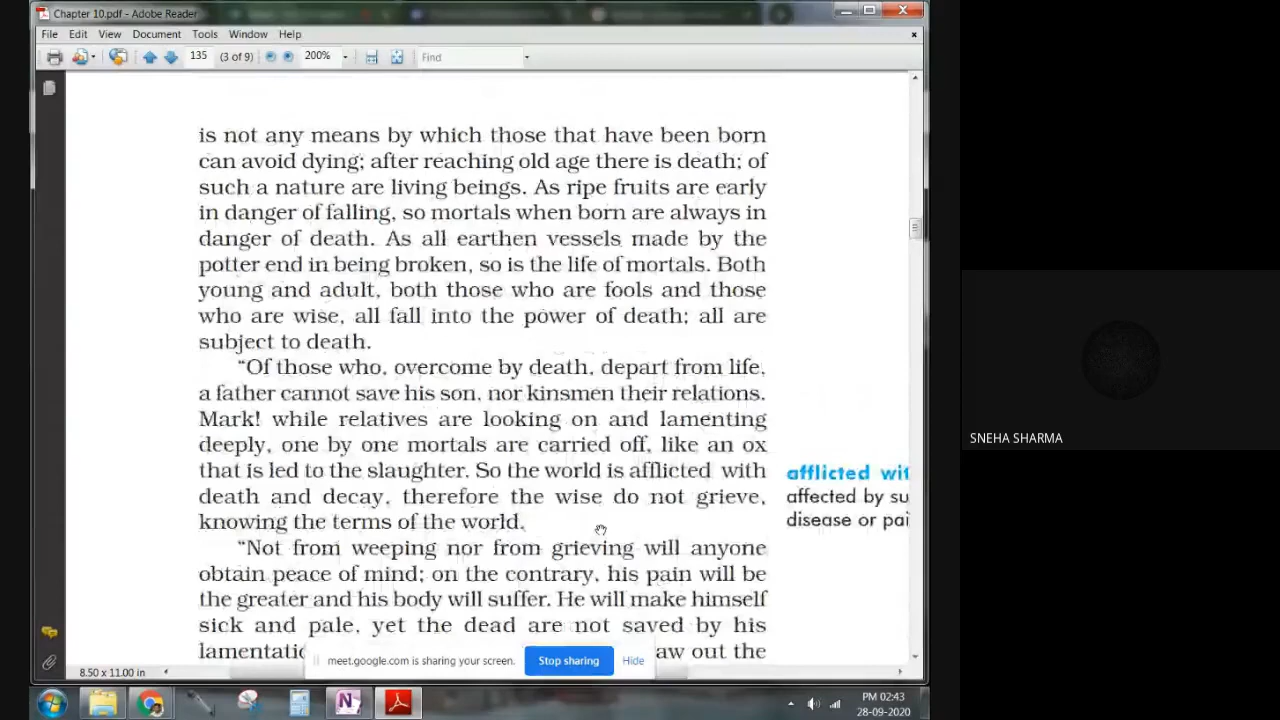 Chapter 10.pdf - Adobe Reader
File Edit View Document Tools Window Help
135 (3 of 9) 200% Find
is not any means by which those that have been born
can avoid dying; after reaching old age there is death; of
such a nature are living beings. As ripe fruits are early
in danger of falling, so mortals when born are always in
danger of death. As all earthen vessels made by the
potter end in being broken, so is the life of mortals. Both
young and adult, both those who are fools and those
who are wise, all fall into the power of death; all are
subject to death.
“Of those who, overcome by death, depart from life,
a father cannot save his son, nor kinsmen their relations.
Mark! while relatives are looking on and lamenting
deeply, one by one mortals are carried off, like an ox
that is led to the slaughter. So the world is afflicted with
death and decay, therefore the wise do not grieve,
knowing the terms of the world.
“Not from weeping nor from grieving will anyone
obtain peace of mind; on the contrary, his pain will be
the greater and his body will suffer. He will make himself
sick and pale, yet the dead are not saved by his
lamentatio aw out the
afflicted wit
affected by su
disease or pai
meet.google.com is sharing your screen. Stop sharing Hide
8.50 x 11.00 in
SNEHA SHARMA
PM 02:43
28-09-2020